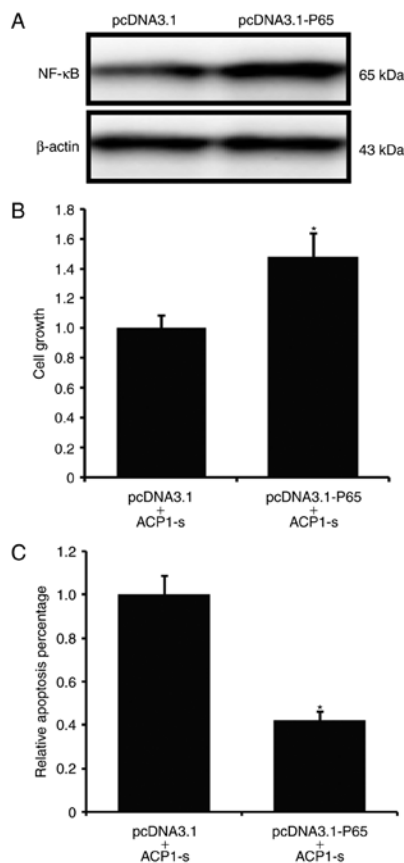 A
pcDNA3.1 pcDNA3.1-P65
NF-κB 65 kDa
β-actin 43 kDa
B
1.8
1.6
1.4
1.2
1.0
0.8
0.6
0.4
0.2
0
Cell growth
*
pcDNA3.1 pcDNA3.1-P65
+ +
ACP1-s ACP1-s
C
1.2
1.0
0.8
0.6
0.4
0.2
0
Relative apoptosis percentage
*
pcDNA3.1 pcDNA3.1-P65
+ +
ACP1-s ACP1-s